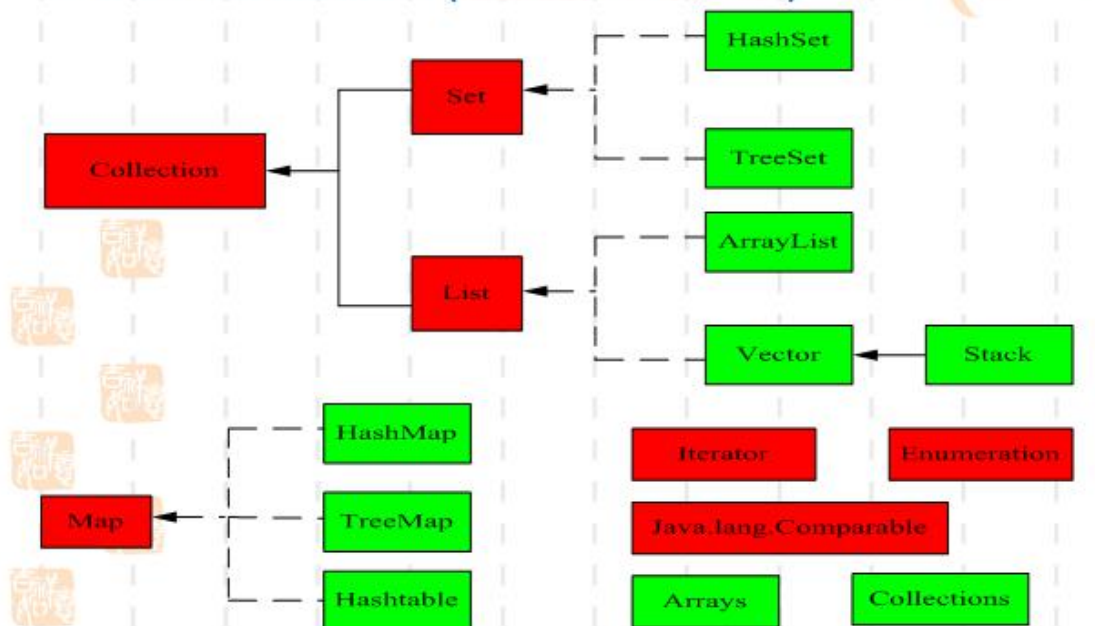 HashSet
Set
TreeSet
Collection
ArrayList
List
Vector
Stack
HashMap
Iterator
Enumeration
Map
TreeMap
Java.lang.Comparable
Hashtable
Arrays
Collections